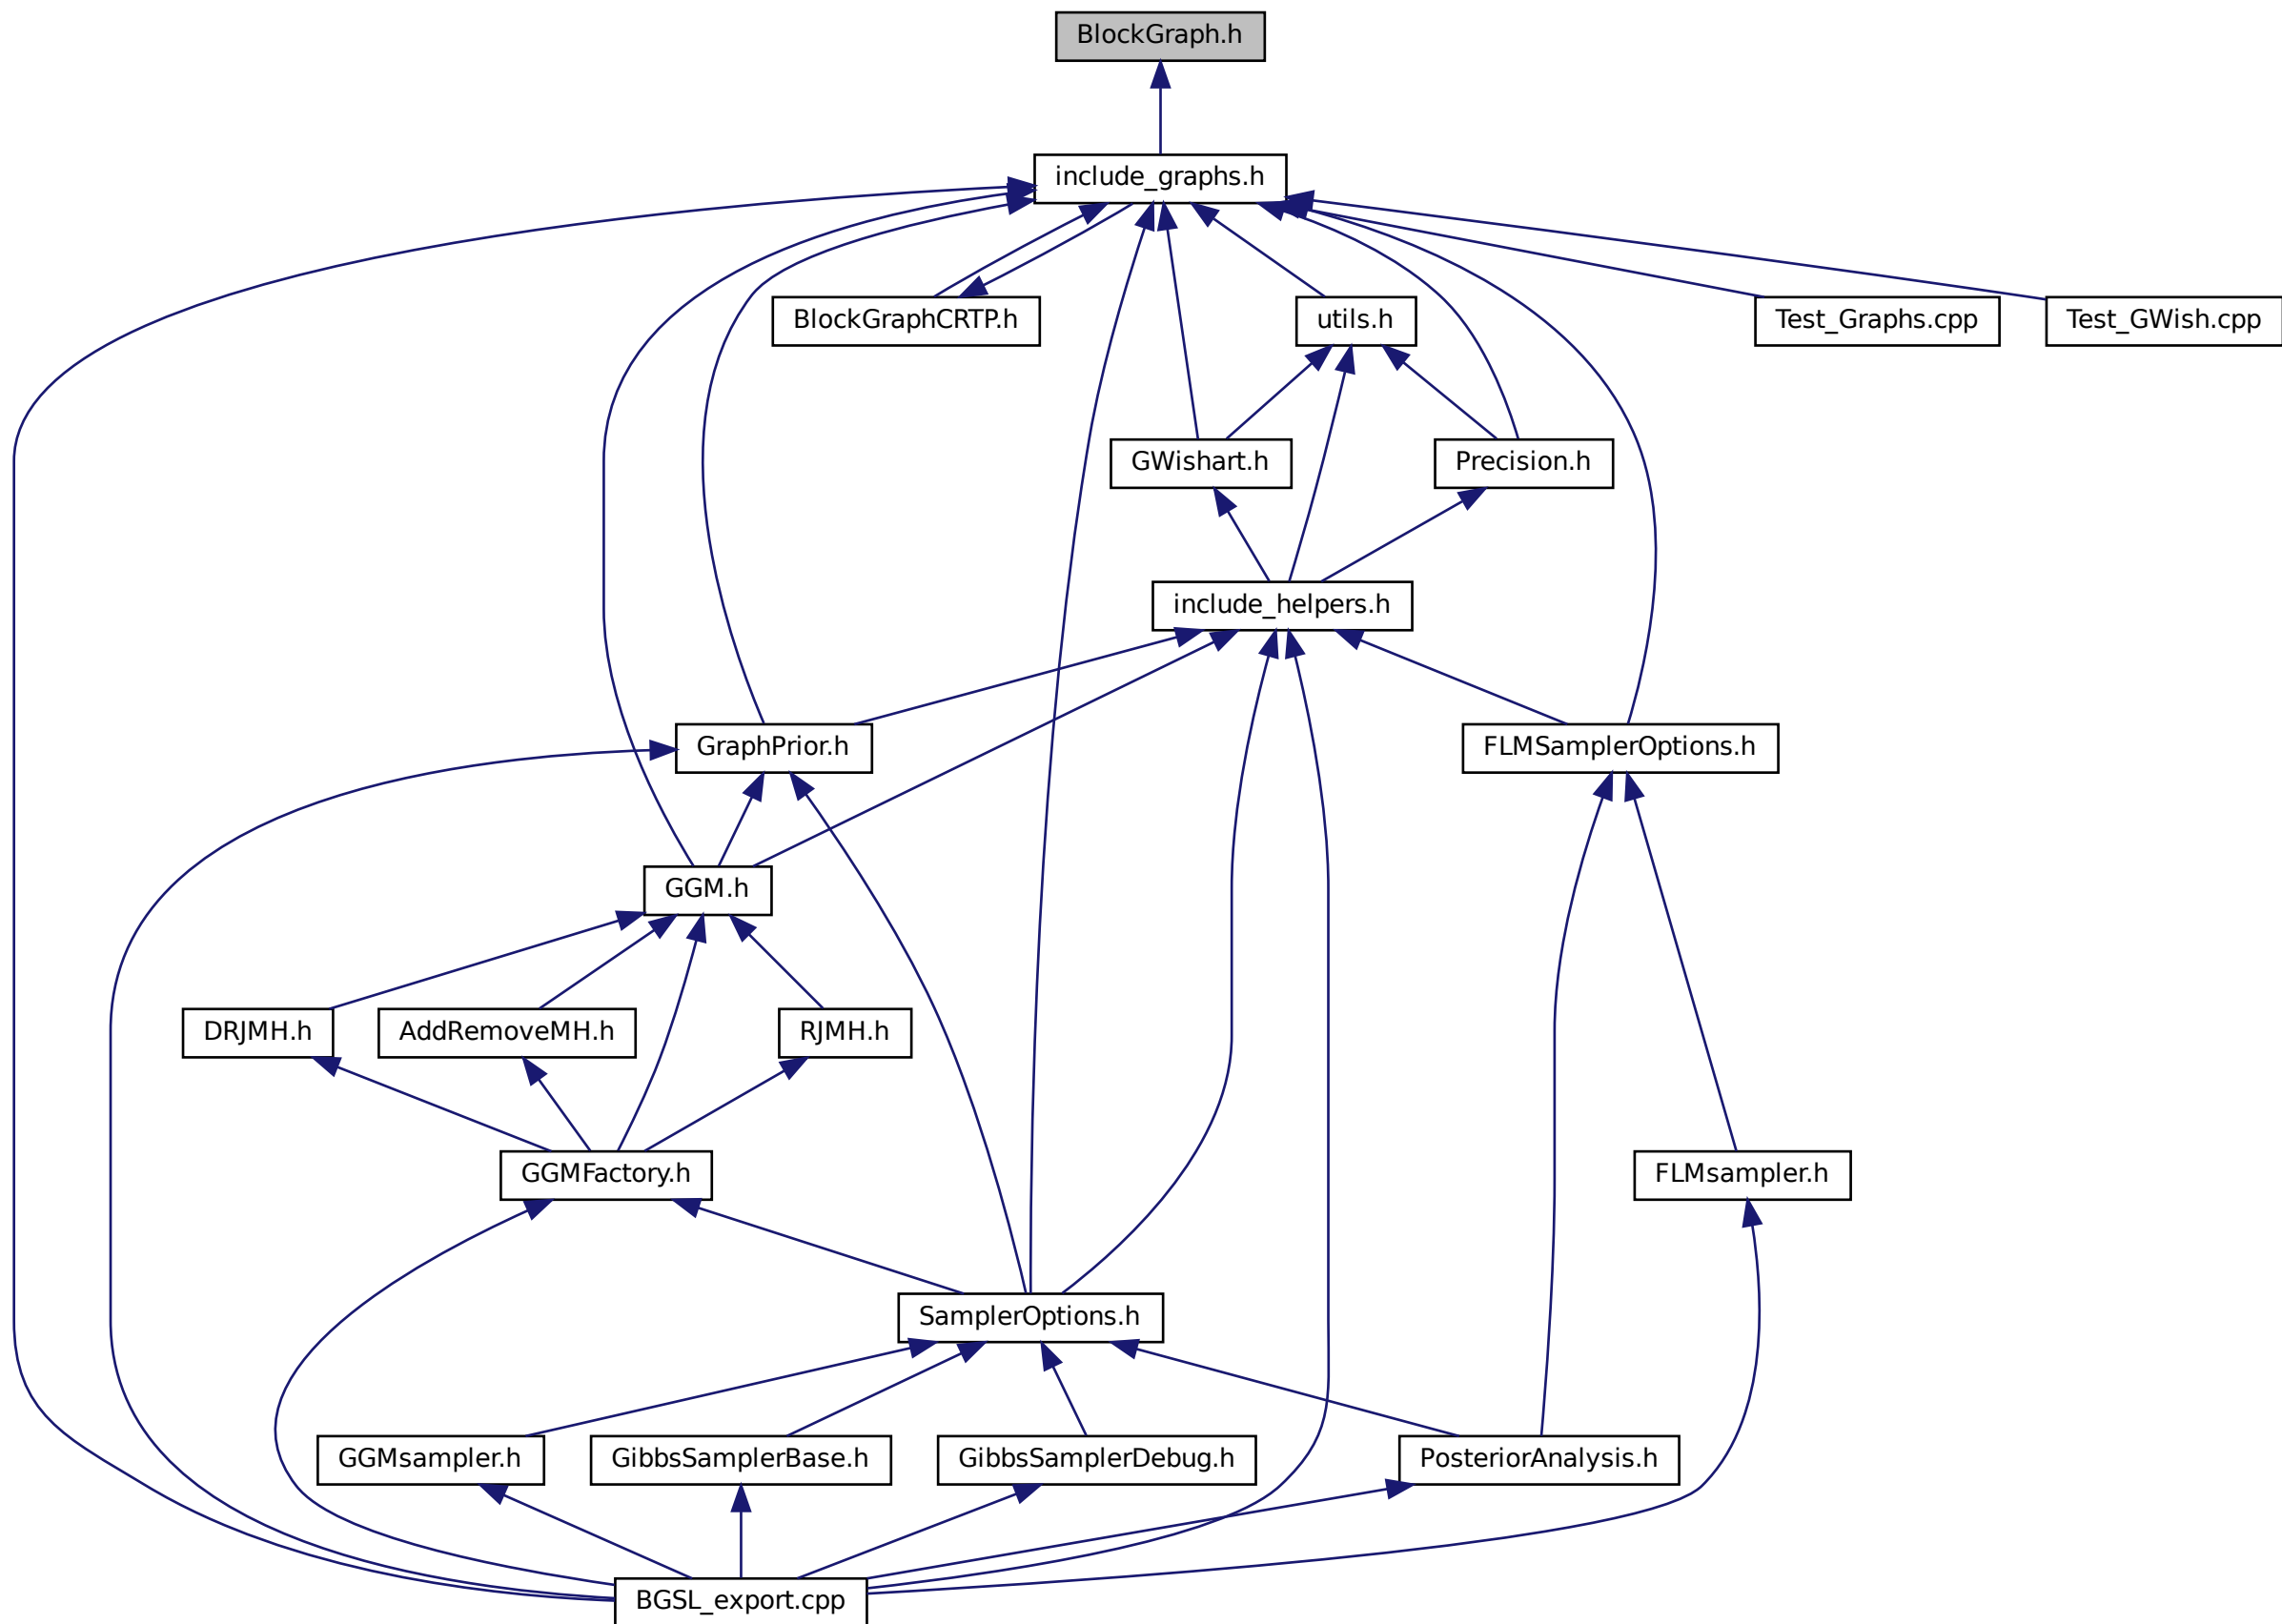 BlockGraph.h
include_graphs.h
BlockGraphCRTP.h
utils.h
Test_Graphs.cpp
Test_GWish.cpp
GWishart.h
Precision.h
include_helpers.h
GraphPrior.h
FLMSamplerOptions.h
GGM.h
DRJMH.h
AddRemoveMH.h
RJMH.h
GGMFactory.h
FLMsampler.h
SamplerOptions.h
GGMsampler.h
GibbsSamplerBase.h
GibbsSamplerDebug.h
PosteriorAnalysis.h
BGSL_export.cpp